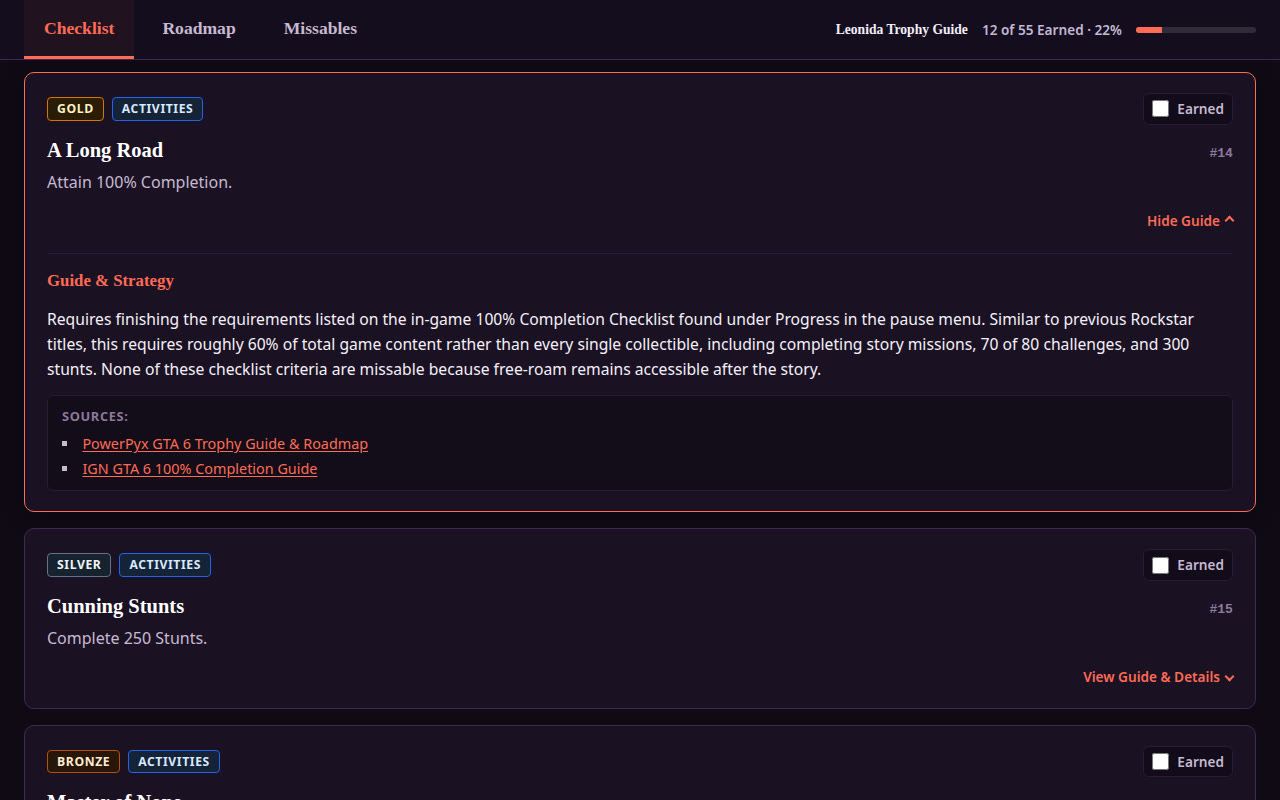 Checklist
Roadmap
Missables
Leonida Trophy Guide
12 of 55 Earned · 22%
GOLD
ACTIVITIES
Earned
A Long Road
#14
Attain 100% Completion.
Hide Guide
Guide & Strategy
Requires finishing the requirements listed on the in-game 100% Completion Checklist found under Progress in the pause menu. Similar to previous Rockstar
titles, this requires roughly 60% of total game content rather than every single collectible, including completing story missions, 70 of 80 challenges, and 300
stunts. None of these checklist criteria are missable because free-roam remains accessible after the story.
SOURCES:
PowerPyx GTA 6 Trophy Guide & Roadmap
IGN GTA 6 100% Completion Guide
SILVER
ACTIVITIES
Earned
Cunning Stunts
#15
Complete 250 Stunts.
View Guide & Details
BRONZE
ACTIVITIES
Earned